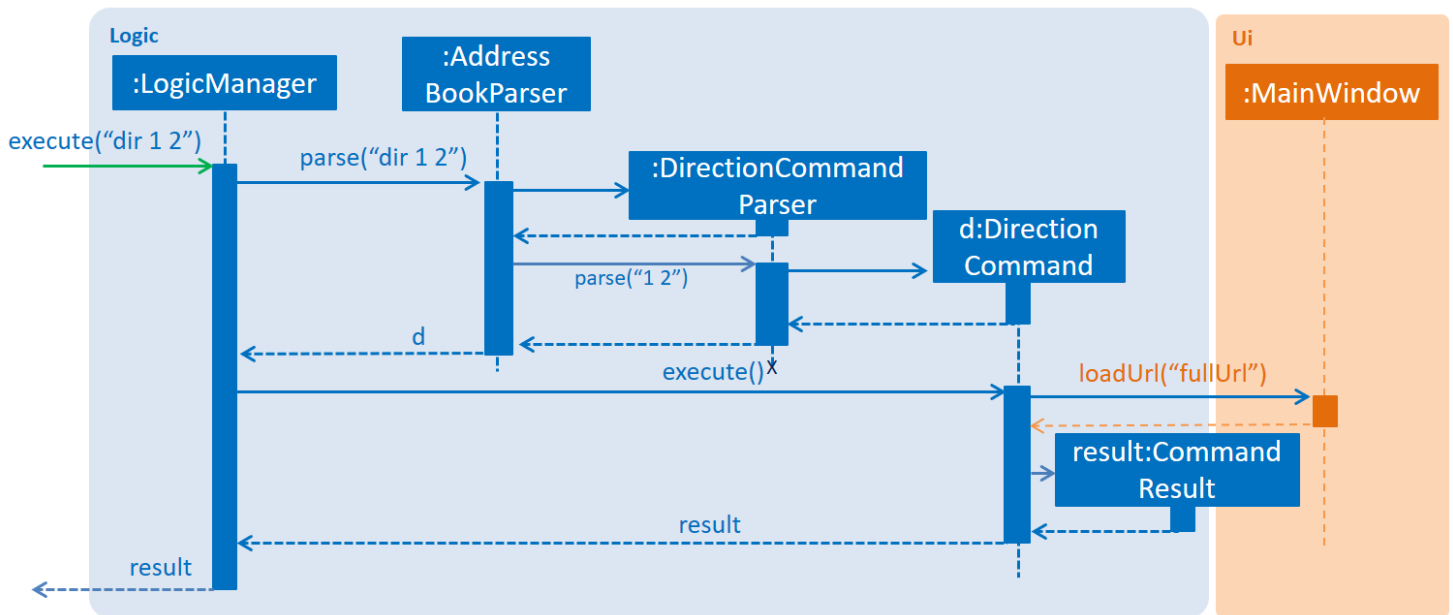 Logic
Ui
:LogicManager
:Address
BookParser
:MainWindow
execute(“dir 1 2”)
parse(“dir 1 2”)
:DirectionCommand
Parser
d:Direction
Command
parse(“1 2”)
d
execute()
X
loadUrl(“fullUrl”)
result:Command
Result
result
result